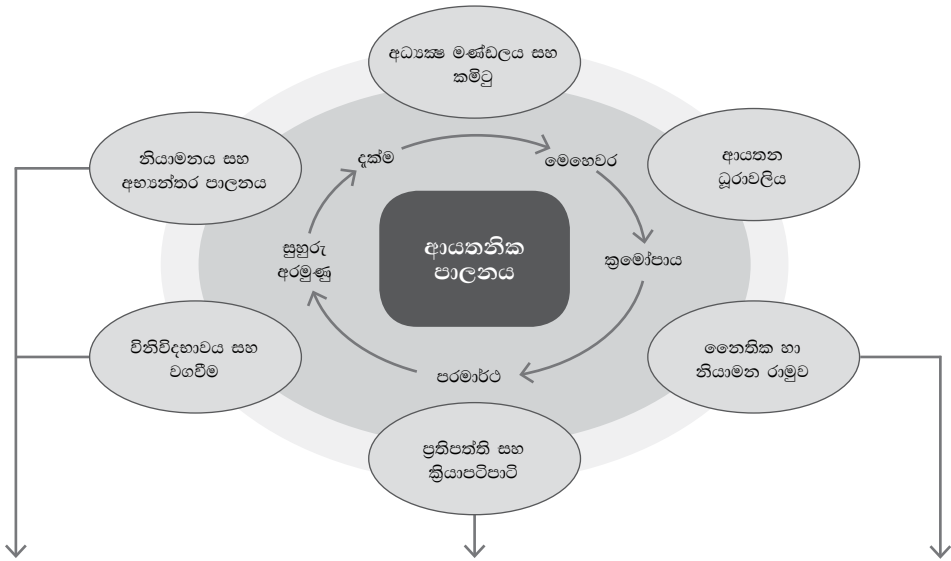 අධ්‍යක්ෂ මණ්ඩලය සහ
කමිටු
නියාමනය සහ
අභ්‍යන්තර පාලනය
ආයතන
ධූරාවලිය
දැක්ම
මෙහෙවර
සුහුරු
අරමුණු
ආයතනික
පාලනය
ක්‍රමෝපාය
විනිවිදභාවය සහ
වගවීම
පරමාර්ථ
නෛතික හා
නියාමන රාමුව
ප්‍රතිපත්ති සහ
ක්‍රියාපටිපාටි